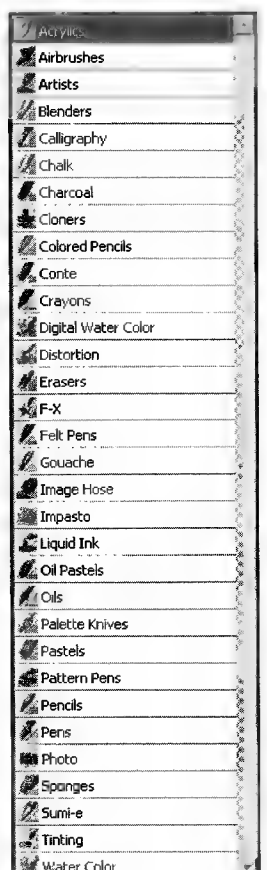 Acrylics
Airbrushes
Artists
Blenders
Calligraphy
Chalk
Charcoal
Cloners
Colored Pencils
Conte
Crayons
Digital Water Color
Distortion
Erasers
F-X
Felt Pens
Gouache
Image Hose
Impasto
Liquid Ink
Oil Pastels
Oils
Palette Knives
Pastels
Pattern Pens
Pencils
Pens
Photo
Sponges
Sumi-e
Tinting
Water Color